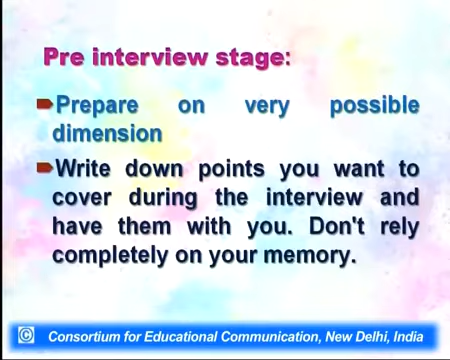 Pre interview stage:
Prepare on very possible
dimension
Write down points you want to
cover during the interview and
have them with you. Don't rely
completely on your memory.
© Consortium for Educational Communication, New Delhi, India